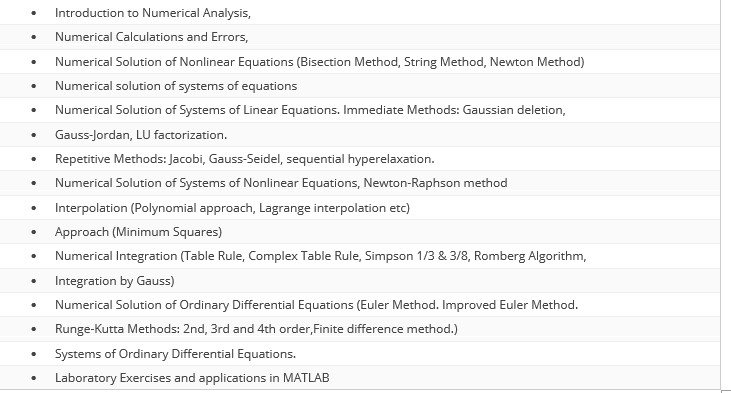 Introduction to Numerical Analysis,
Numerical Calculations and Errors,
Numerical Solution of Nonlinear Equations (Bisection Method, String Method, Newton Method)
Numerical solution of systems of equations
Numerical Solution of Systems of Linear Equations. Immediate Methods: Gaussian deletion,
Gauss-Jordan, LU factorization.
Repetitive Methods: Jacobi, Gauss-Seidel, sequential hyperelaxation.
Numerical Solution of Systems of Nonlinear Equations, Newton-Raphson method
Interpolation (Polynomial approach, Lagrange interpolation etc)
Approach (Minimum Squares)
Numerical Integration (Table Rule, Complex Table Rule, Simpson 1/3 & 3/8, Romberg Algorithm,
Integration by Gauss)
Numerical Solution of Ordinary Differential Equations (Euler Method. Improved Euler Method.
Runge-Kutta Methods: 2nd, 3rd and 4th order,Finite difference method.)
Systems of Ordinary Differential Equations.
Laboratory Exercises and applications in MATLAB